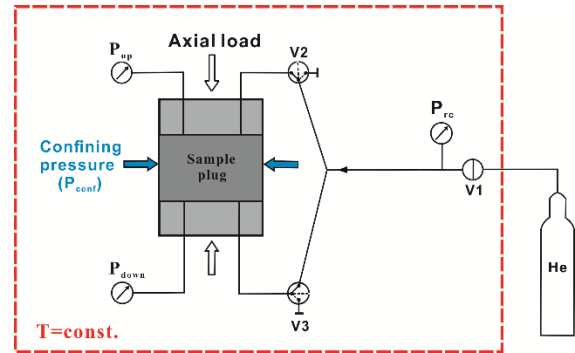 Axial load
V2
P_up
P_rc
Confining
pressure
(P_conf)
Sample
plug
V1
P_down
He
V3
T=const.